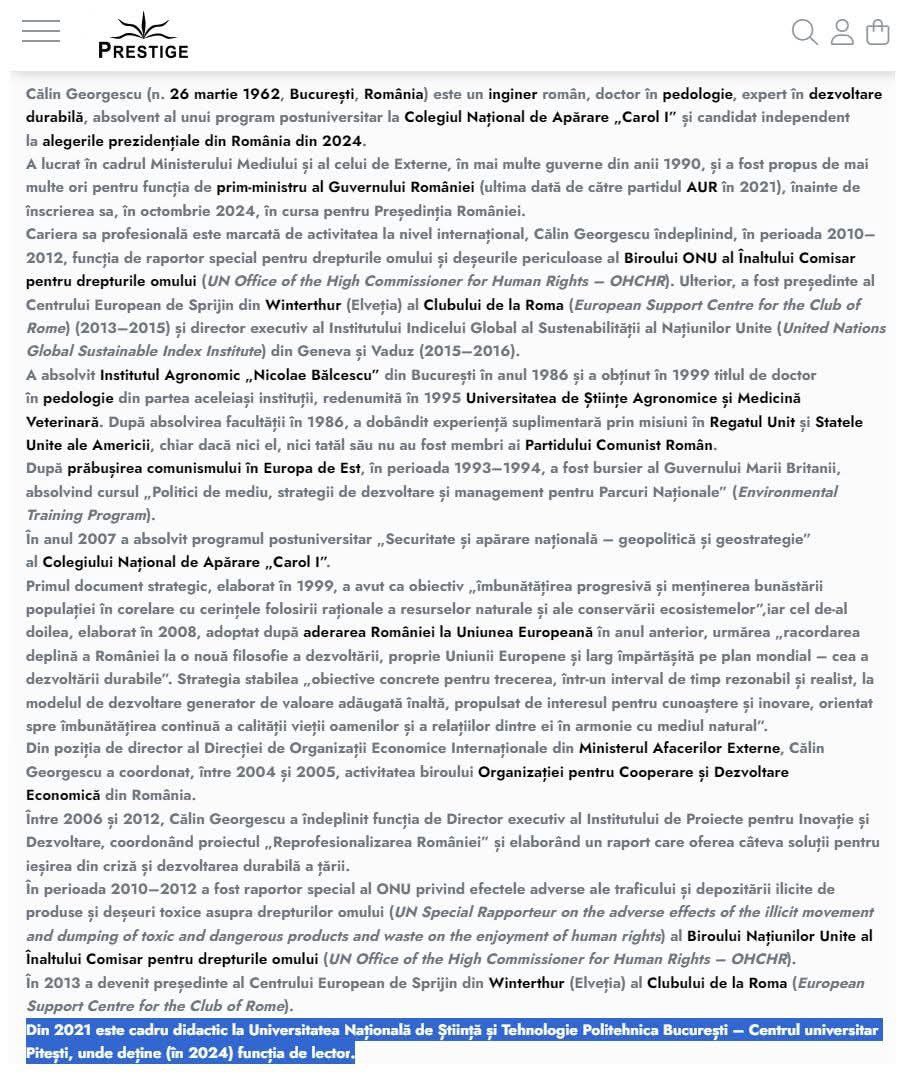 PRESTIGE
Călin Georgescu (n. 26 martie 1962, București, România) este un inginer român, doctor în pedologie, expert în dezvoltare
durabilă, absolvent al unui program postuniversitar la Colegiul Național de Apărare „Carol I” și candidat independent
la alegerile prezidențiale din România din 2024.
A lucrat în cadrul Ministerului Mediului și al celui de Externe, în mai multe guverne din anii 1990, și a fost propus de mai
multe ori pentru funcția de prim-ministru al Guvernului României (ultima dată de către partidul AUR în 2021), înainte de
înscrierea sa, în octombrie 2024, în cursa pentru Președinția României.
Cariera sa profesională este marcată de activitatea la nivel internațional, Călin Georgescu îndeplinind, în perioada 2010–
2012, funcția de raportor special pentru drepturile omului și deșeurile periculoase al Biroului ONU al Înaltului Comisar
pentru drepturile omului (UN Office of the High Commissioner for Human Rights – OHCHR). Ulterior, a fost președinte al
Centrului European de Sprijin din Winterthur (Elveția) al Clubului de la Roma (European Support Centre for the Club of
Rome) (2013–2015) și director executiv al Institutului Indicelui Global al Sustenabilității al Națiunilor Unite (United Nations
Global Sustainable Index Institute) din Geneva și Vaduz (2015–2016).
A absolvit Institutul Agronomic „Nicolae Bălcescu” din București în anul 1986 și a obținut în 1999 titlul de doctor
în pedologie din partea aceleiași instituții, redenumită în 1995 Universitatea de Științe Agronomice și Medicină
Veterinară. După absolvirea facultății în 1986, a dobândit experiență suplimentară prin misiuni în Regatul Unit și Statele
Unite ale Americii, chiar dacă nici el, nici tatăl său nu au fost membri ai Partidului Comunist Român.
După prăbușirea comunismului în Europa de Est, în perioada 1993–1994, a fost bursier al Guvernului Marii Britanii,
absolvind cursul „Politici de mediu, strategii de dezvoltare și management pentru Parcuri Naționale” (Environmental
Training Program).
În anul 2007 a absolvit programul postuniversitar „Securitate și apărare națională – geopolitică și geostrategie”
al Colegiului Național de Apărare „Carol I”.
Primul document strategic, elaborat în 1999, a avut ca obiectiv „îmbunătățirea progresivă și menținerea bunăstării
populației în corelare cu cerințele folosirii raționale a resurselor naturale și ale conservării ecosistemelor”,iar cel de-al
doilea, elaborat în 2008, adoptat după aderarea României la Uniunea Europeană în anul anterior, urmărea „racordarea
deplină a României la o nouă filosofie a dezvoltării, proprie Uniunii Europene și larg împărtășită pe plan mondial – cea a
dezvoltării durabile”. Strategia stabilea „obiective concrete pentru trecerea, într-un interval de timp rezonabil și realist, la
modelul de dezvoltare generator de valoare adăugată înaltă, propulsat de interesul pentru cunoaștere și inovare, orientat
spre îmbunătățirea continuă a calității vieții oamenilor și a relațiilor dintre ei în armonie cu mediul natural”.
Din poziția de director al Direcției de Organizații Economice Internaționale din Ministerul Afacerilor Externe, Călin
Georgescu a coordonat, între 2004 și 2005, activitatea biroului Organizației pentru Cooperare și Dezvoltare
Economică din România.
Între 2006 și 2012, Călin Georgescu a îndeplinit funcția de Director executiv al Institutului de Proiecte pentru Inovație și
Dezvoltare, coordonând proiectul „Reprofesionalizarea României” și elaborând un raport care oferea câteva soluții pentru
ieșirea din criză și dezvoltarea durabilă a țării.
În perioada 2010–2012 a fost raportor special al ONU privind efectele adverse ale traficului și depozitării ilicite de
produse și deșeuri toxice asupra drepturilor omului (UN Special Rapporteur on the adverse effects of the illicit movement
and dumping of toxic and dangerous products and waste on the enjoyment of human rights) al Biroului Națiunilor Unite al
Înaltului Comisar pentru drepturile omului (UN Office of the High Commissioner for Human Rights – OHCHR).
În 2013 a devenit președinte al Centrului European de Sprijin din Winterthur (Elveția) al Clubului de la Roma (European
Support Centre for the Club of Rome).
Din 2021 este cadru didactic la Universitatea Națională de Știință și Tehnologie Politehnica București – Centrul universitar
Pitești, unde deține (în 2024) funcția de lector.